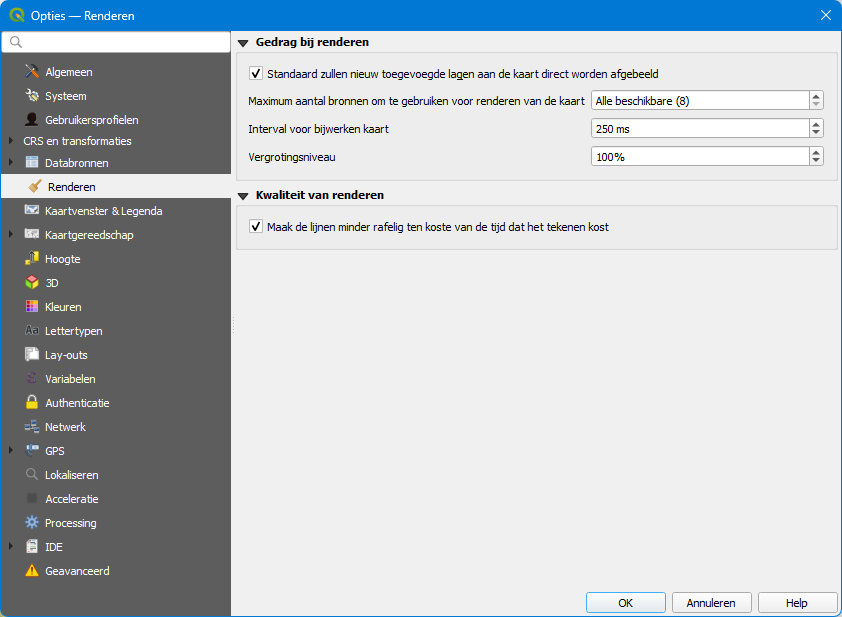 Opties — Renderen
Algemeen
Systeem
Gebruikersprofielen
CRS en transformaties
Databronnen
Renderen
Kaartvenster & Legenda
Kaartgereedschap
Hoogte
3D
Kleuren
Aa Lettertypen
Lay-outs
Variabelen
Authenticatie
Netwerk
GPS
Lokaliseren
Acceleratie
Processing
IDE
Geavanceerd
Gedrag bij renderen
Standaard zullen nieuw toegevoegde lagen aan de kaart direct worden afgebeeld
Maximum aantal bronnen om te gebruiken voor renderen van de kaart Alle beschikbare (8)
Interval voor bijwerken kaart 250 ms
Vergrotingsniveau 100%
Kwaliteit van renderen
Maak de lijnen minder rafelig ten koste van de tijd dat het tekenen kost
OK Annuleren Help